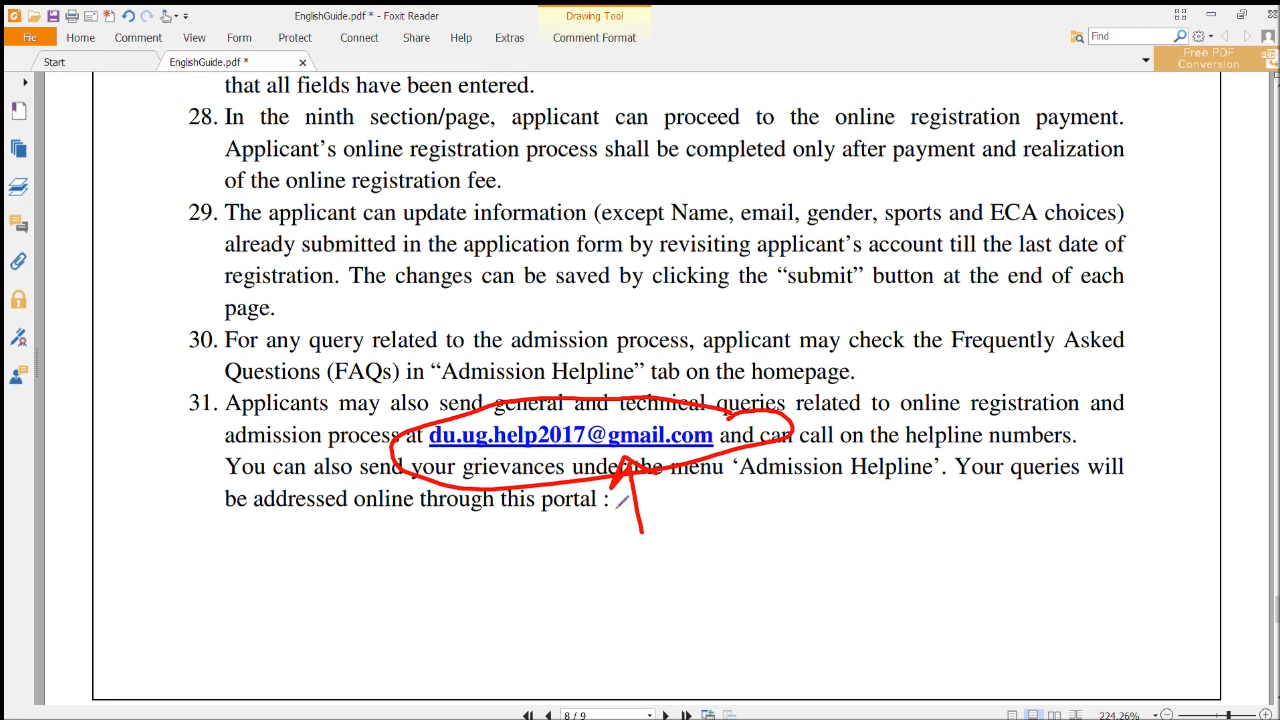 EnglishGuide.pdf * - Foxit Reader
Drawing Tool
File Home Comment View Form Protect Connect Share Help Extras Comment Format
Find
Start EnglishGuide.pdf *
Free PDF
Conversion
that all fields have been entered.
28. In the ninth section/page, applicant can proceed to the online registration payment.
Applicant’s online registration process shall be completed only after payment and realization
of the online registration fee.
29. The applicant can update information (except Name, email, gender, sports and ECA choices)
already submitted in the application form by revisiting applicant’s account till the last date of
registration. The changes can be saved by clicking the “submit” button at the end of each
page.
30. For any query related to the admission process, applicant may check the Frequently Asked
Questions (FAQs) in “Admission Helpline” tab on the homepage.
31. Applicants may also send general and technical queries related to online registration and
admission process at du.ug.help2017@gmail.com and can call on the helpline numbers.
You can also send your grievances under the menu ‘Admission Helpline’. Your queries will
be addressed online through this portal :
8 / 9
224.26%